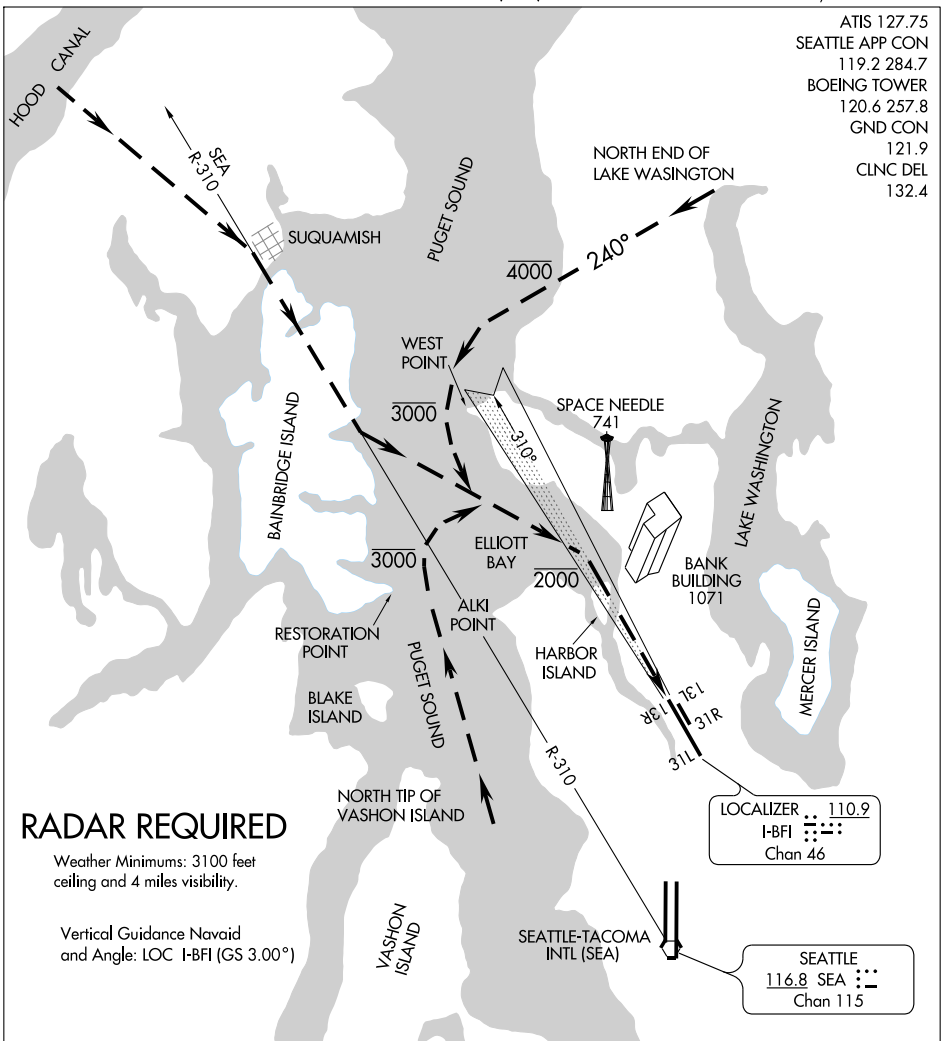 ATIS 127.75
SEATTLE APP CON
119.2 284.7
BOEING TOWER
120.6 257.8
GND CON
121.9
CLNC DEL
132.4
HOOD CANAL
SEA
R-310
SUQUAMISH
PUGET SOUND
NORTH END OF
LAKE WASINGTON
240°
4000
WEST
POINT
3000
310°
SPACE NEEDLE
741
LAKE WASHINGTON
BAINBRIDGE ISLAND
ELLIOTT
BAY
3000
2000
BANK
BUILDING
1071
RESTORATION
POINT
ALKI
POINT
HARBOR
ISLAND
MERCER ISLAND
PUGET SOUND
BLAKE
ISLAND
R-310
13R
13L
31R
31L
NORTH TIP OF
VASHON ISLAND
LOCALIZER 110.9
I-BFI
Chan 46
RADAR REQUIRED
Weather Minimums: 3100 feet
ceiling and 4 miles visibility.
Vertical Guidance Navaid
and Angle: LOC I-BFI (GS 3.00°)
VASHON
ISLAND
SEATTLE-TACOMA
INTL (SEA)
SEATTLE
116.8 SEA
Chan 115